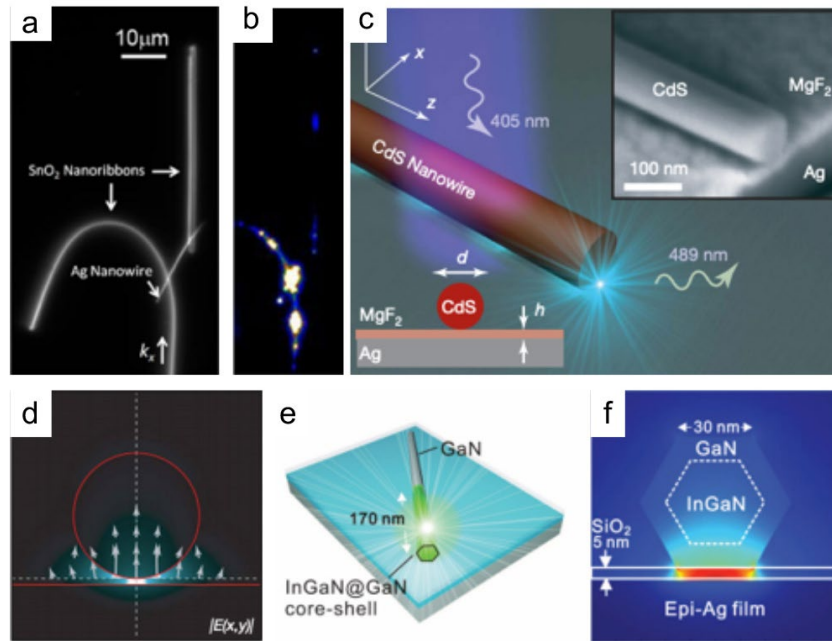 a
10μm
SnO₂ Nanoribbons
Ag Nanowire
kₓ
b
c
x
z
405 nm
CdS Nanowire
489 nm
d
CdS
MgF₂
h
Ag
CdS
MgF₂
100 nm
Ag
d
|E(x,y)|
e
GaN
170 nm
InGaN@GaN
core-shell
f
30 nm
GaN
InGaN
SiO₂
5 nm
Epi-Ag film